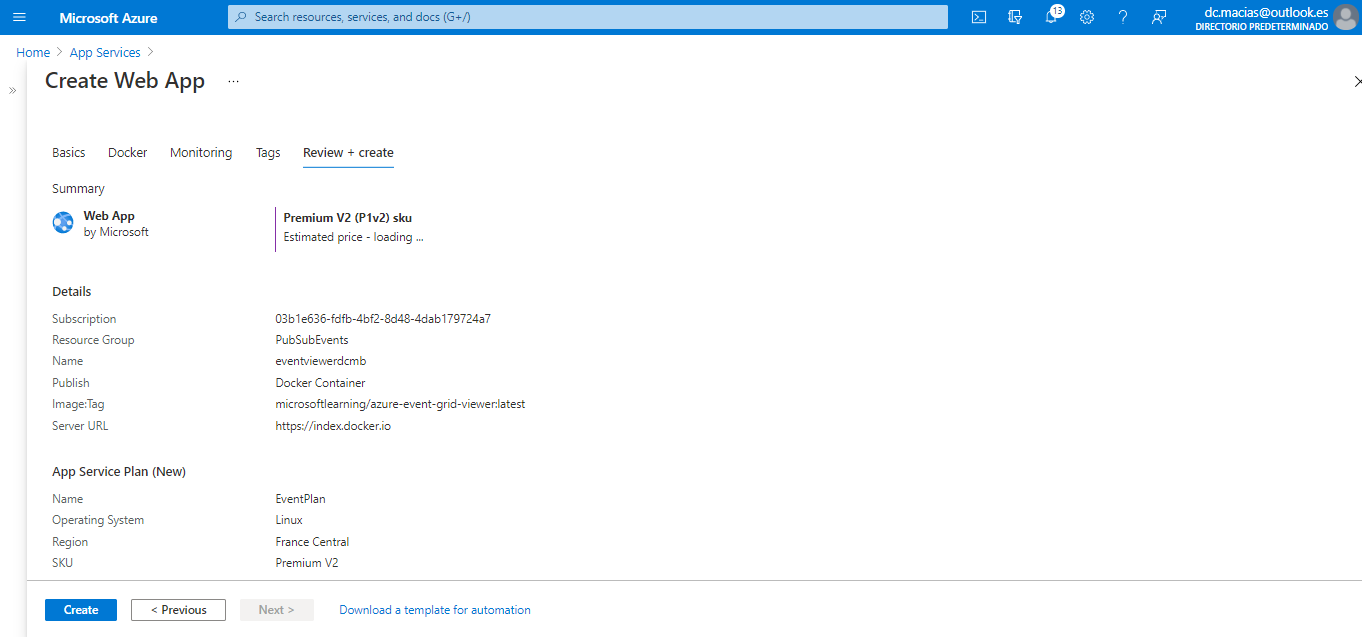 Microsoft Azure
Search resources, services, and docs (G+/)
13
dc.macias@outlook.es
DIRECTORIO PREDETERMINADO
Home > App Services >
Create Web App ...
Basics Docker Monitoring Tags Review + create
Summary
Web App
by Microsoft
Premium V2 (P1v2) sku
Estimated price - loading ...
Details
Subscription 03b1e636-fdfb-4bf2-8d48-4dab179724a7
Resource Group PubSubEvents
Name eventviewerdcmb
Publish Docker Container
Image:Tag microsoftlearning/azure-event-grid-viewer:latest
Server URL https://index.docker.io
App Service Plan (New)
Name EventPlan
Operating System Linux
Region France Central
SKU Premium V2
Create < Previous Next > Download a template for automation